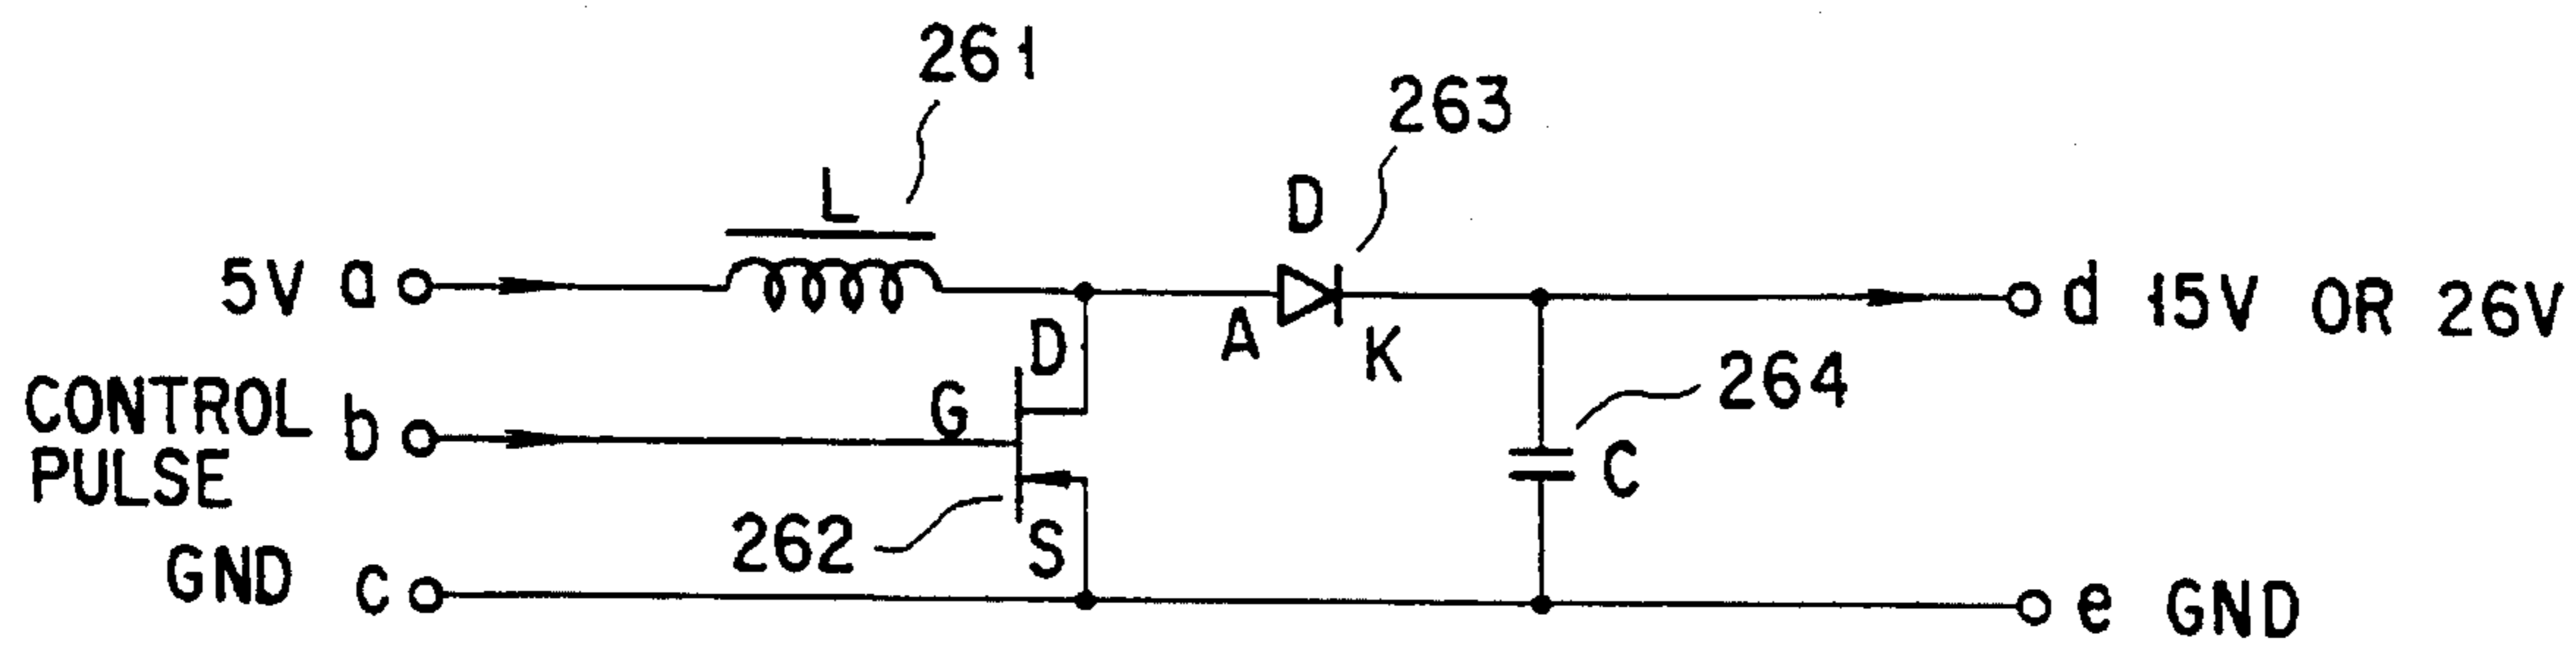 261
263
L
D
5V a
d 15V OR 26V
D
A
K
264
CONTROL
PULSE
b
G
C
262
S
GND c
e GND